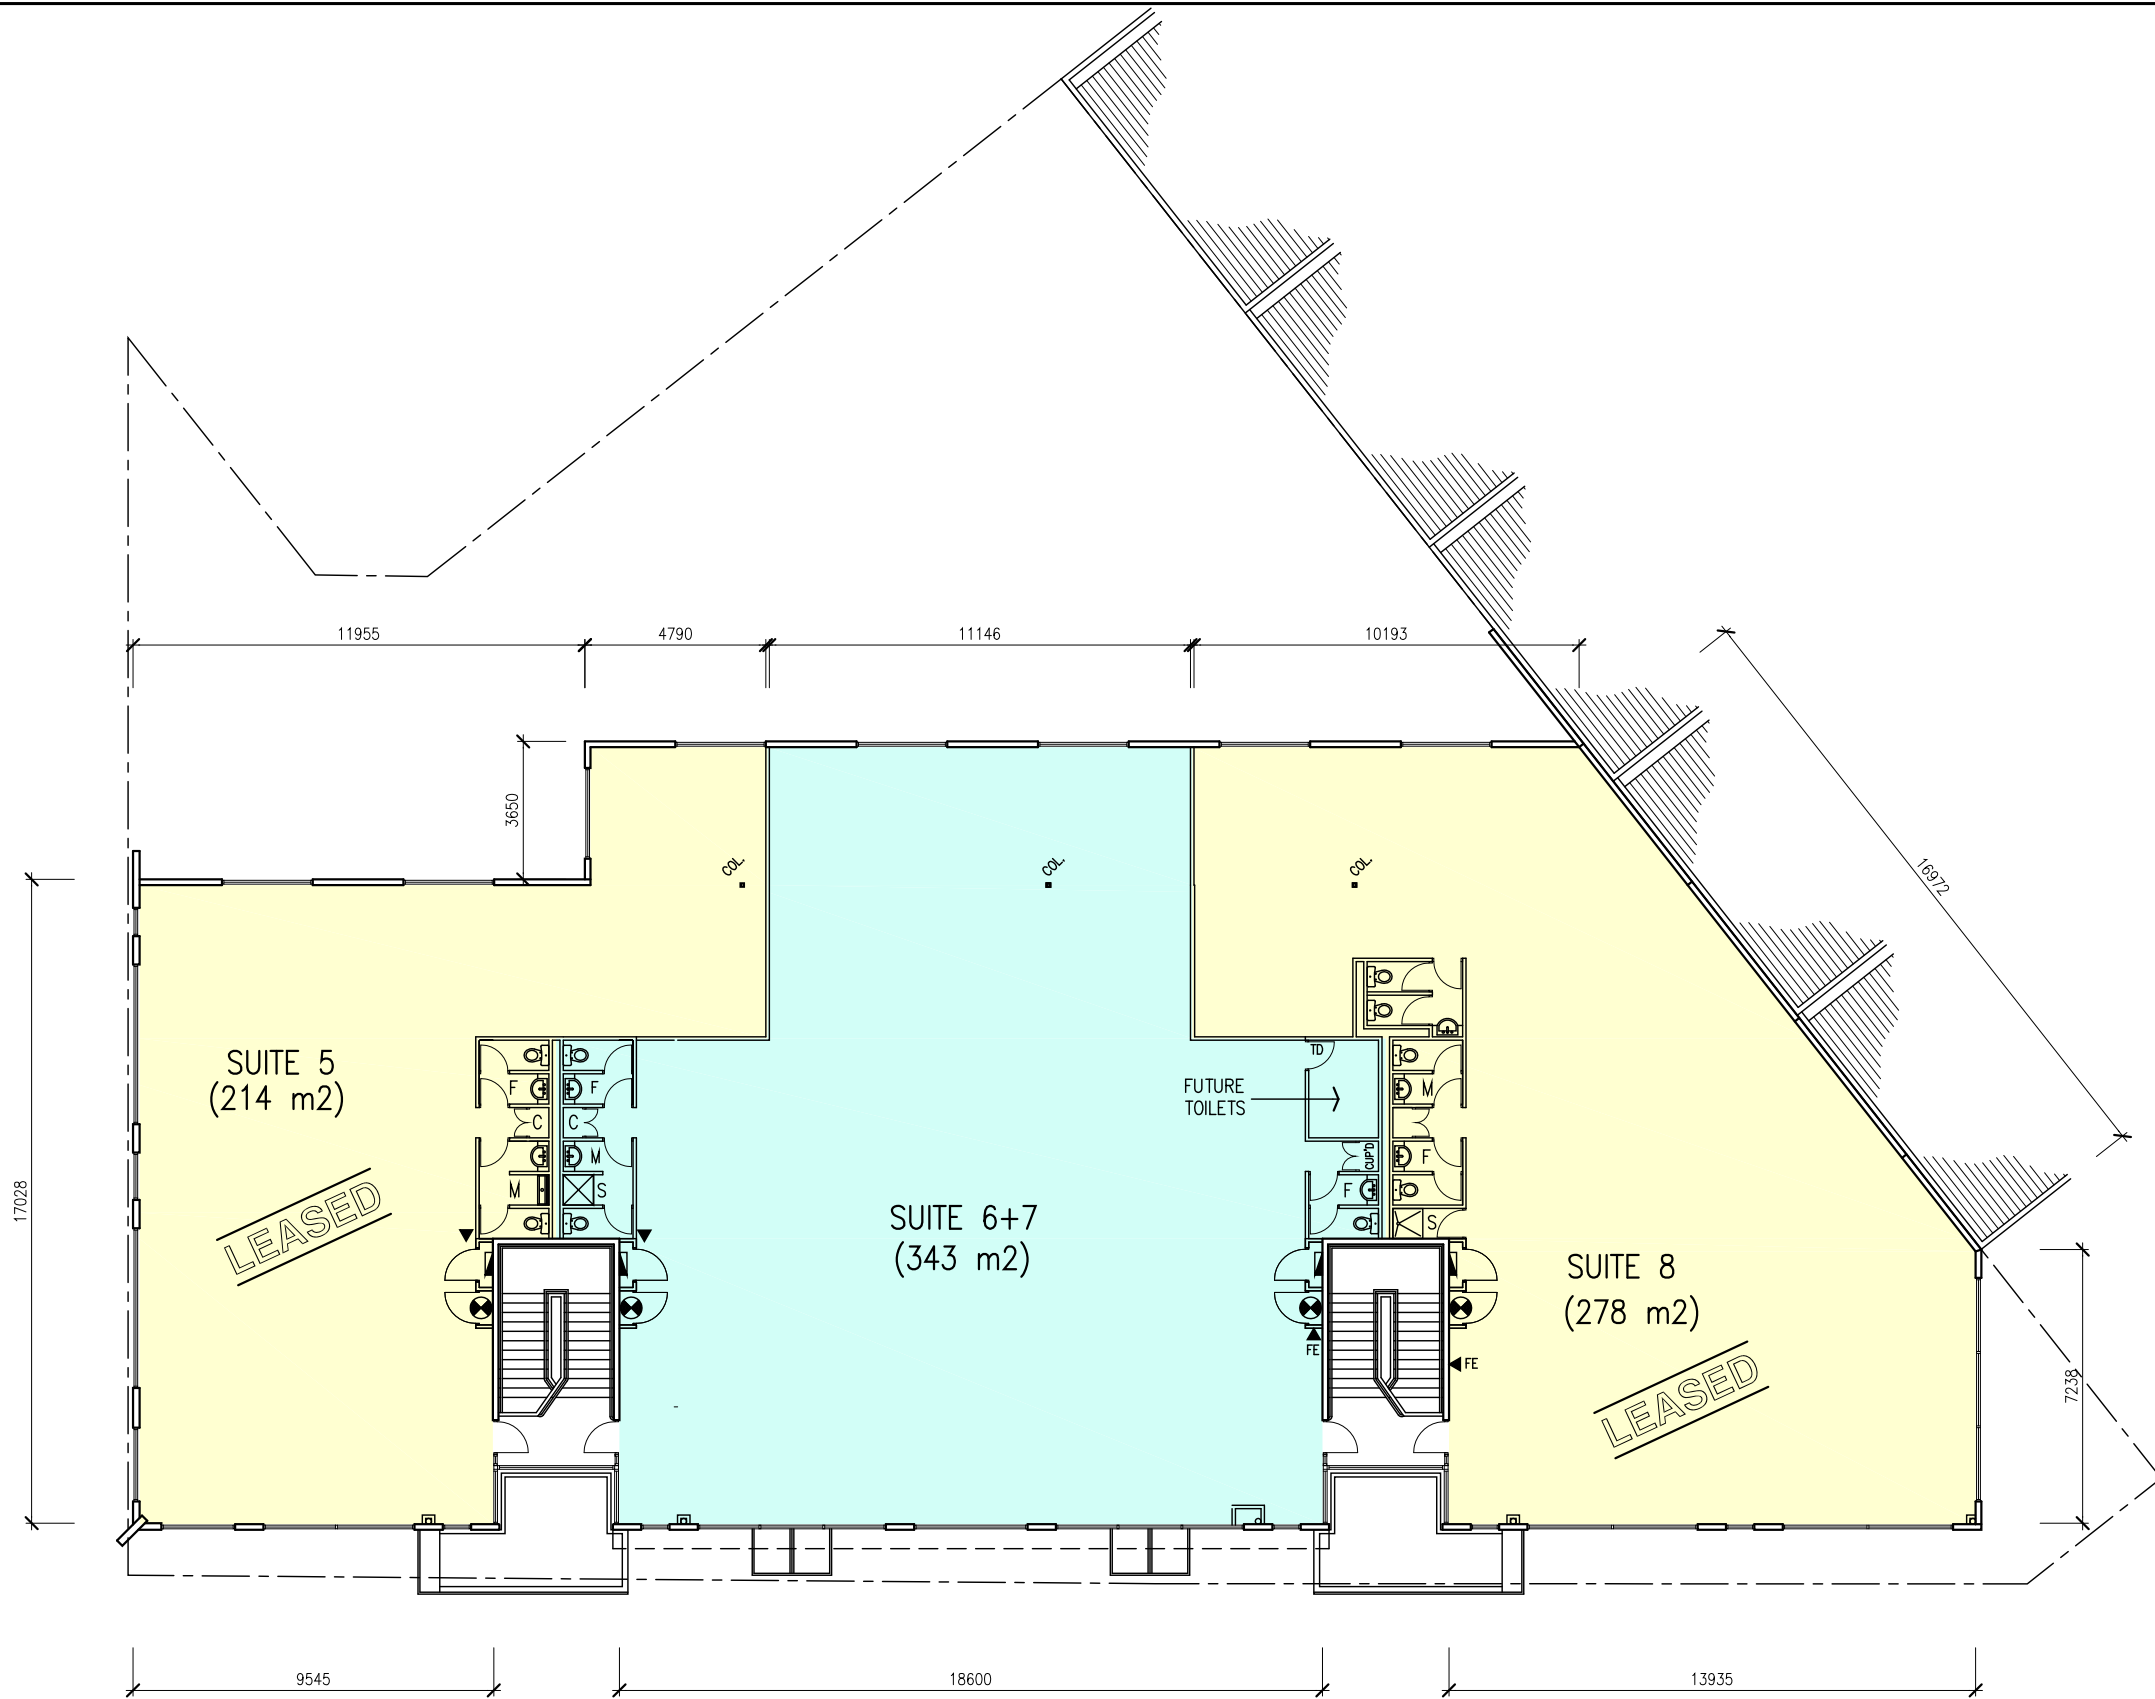 11955
4790
11146
10193
3650
16972
17028
7238
COL.
COL.
COL.
SUITE 5
(214 m2)
LEASED
F
C
M
F
C
M
S
SUITE 6+7
(343 m2)
FUTURE
TOILETS
TD
CUP'D
F
FE
M
F
S
FE
SUITE 8
(278 m2)
LEASED
9545
18600
13935